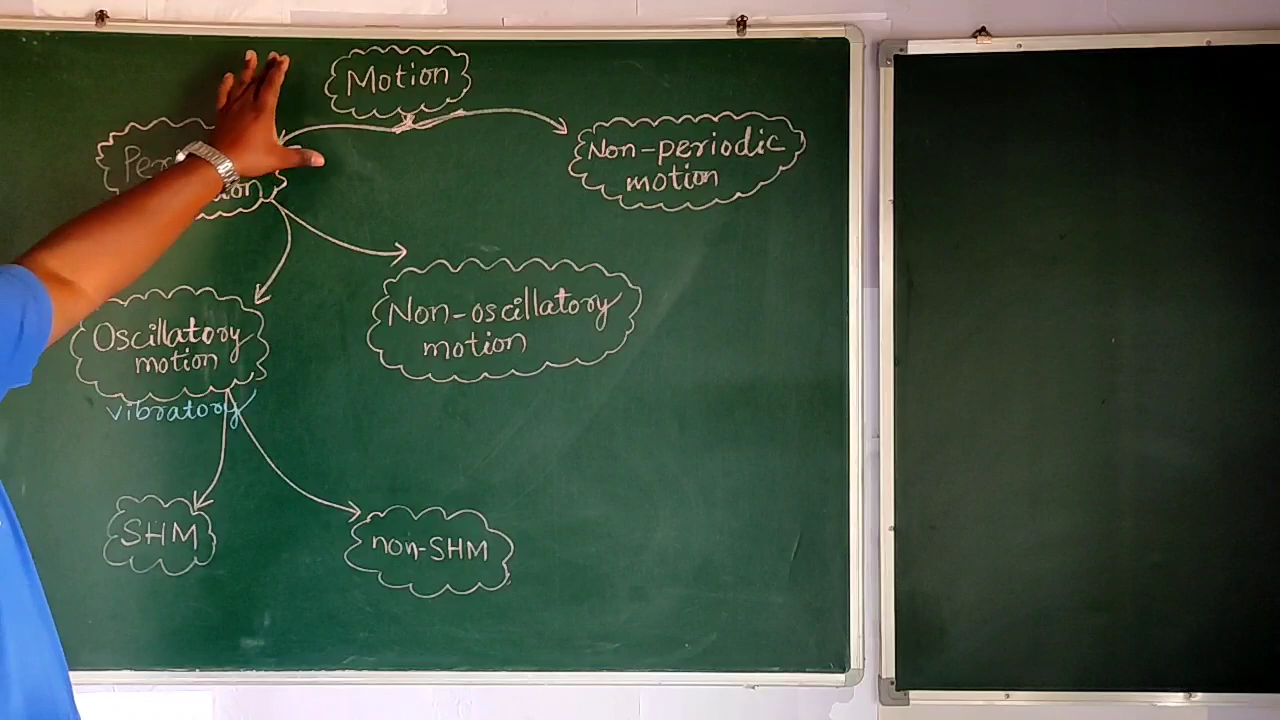 Motion
Non-periodic
motion
Oscillatory
motion
vibratory
Non-oscillatory
motion
SHM
non-SHM